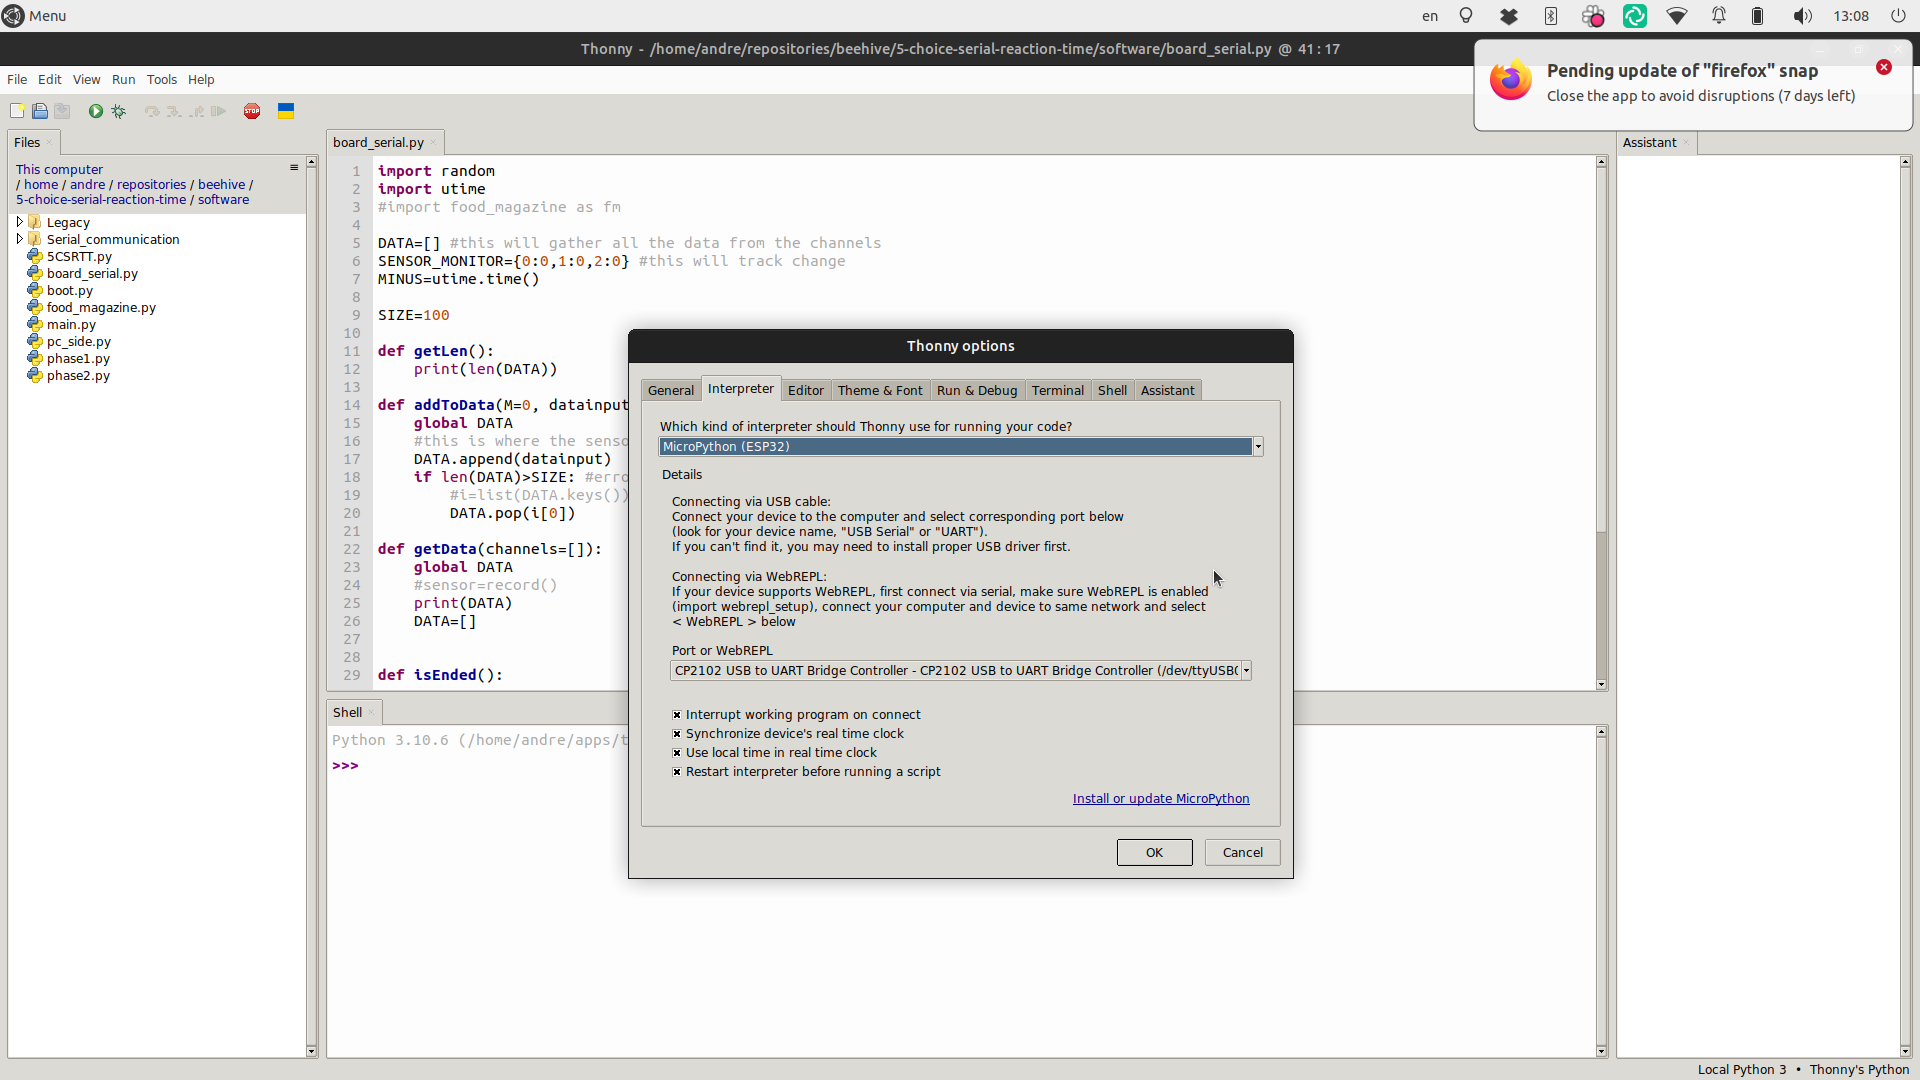 Menu
en
13:08
Thonny - /home/andre/repositories/beehive/5-choice-serial-reaction-time/software/board_serial.py @ 41:17
Pending update of "firefox" snap
Close the app to avoid disruptions (7 days left)
File Edit View Run Tools Help
STOP
Files
This computer
/ home / andre / repositories / beehive /
5-choice-serial-reaction-time / software
Legacy
Serial_communication
5CSRTT.py
board_serial.py
boot.py
food_magazine.py
main.py
pc_side.py
phase1.py
phase2.py
board_serial.py
1 import random
2 import utime
3 #import food_magazine as fm
4
5 DATA=[] #this will gather all the data from the channels
6 SENSOR_MONITOR={0:0,1:0,2:0} #this will track change
7 MINUS=utime.time()
8
9 SIZE=100
10
11 def getLen():
12 print(len(DATA))
13
14 def addToData(M=0, datainput
15 global DATA
16 #this is where the senso
17 DATA.append(datainput)
18 if len(DATA)>SIZE: #erro
19 #i=list(DATA.keys())
20 DATA.pop(i[0])
21
22 def getData(channels=[]):
23 global DATA
24 #sensor=record()
25 print(DATA)
26 DATA=[]
27
28
29 def isEnded():
Shell
Python 3.10.6 (/home/andre/apps/t
>>>
Assistant
Thonny options
General Interpreter Editor Theme & Font Run & Debug Terminal Shell Assistant
Which kind of interpreter should Thonny use for running your code?
MicroPython (ESP32)
Details
Connecting via USB cable:
Connect your device to the computer and select corresponding port below
(look for your device name, "USB Serial" or "UART").
If you can't find it, you may need to install proper USB driver first.
Connecting via WebREPL:
If your device supports WebREPL, first connect via serial, make sure WebREPL is enabled
(import webrepl_setup), connect your computer and device to same network and select
< WebREPL > below
Port or WebREPL
CP2102 USB to UART Bridge Controller - CP2102 USB to UART Bridge Controller (/dev/ttyUSB0
Interrupt working program on connect
Synchronize device's real time clock
Use local time in real time clock
Restart interpreter before running a script
Install or update MicroPython
OK
Cancel
Local Python 3 • Thonny's Python